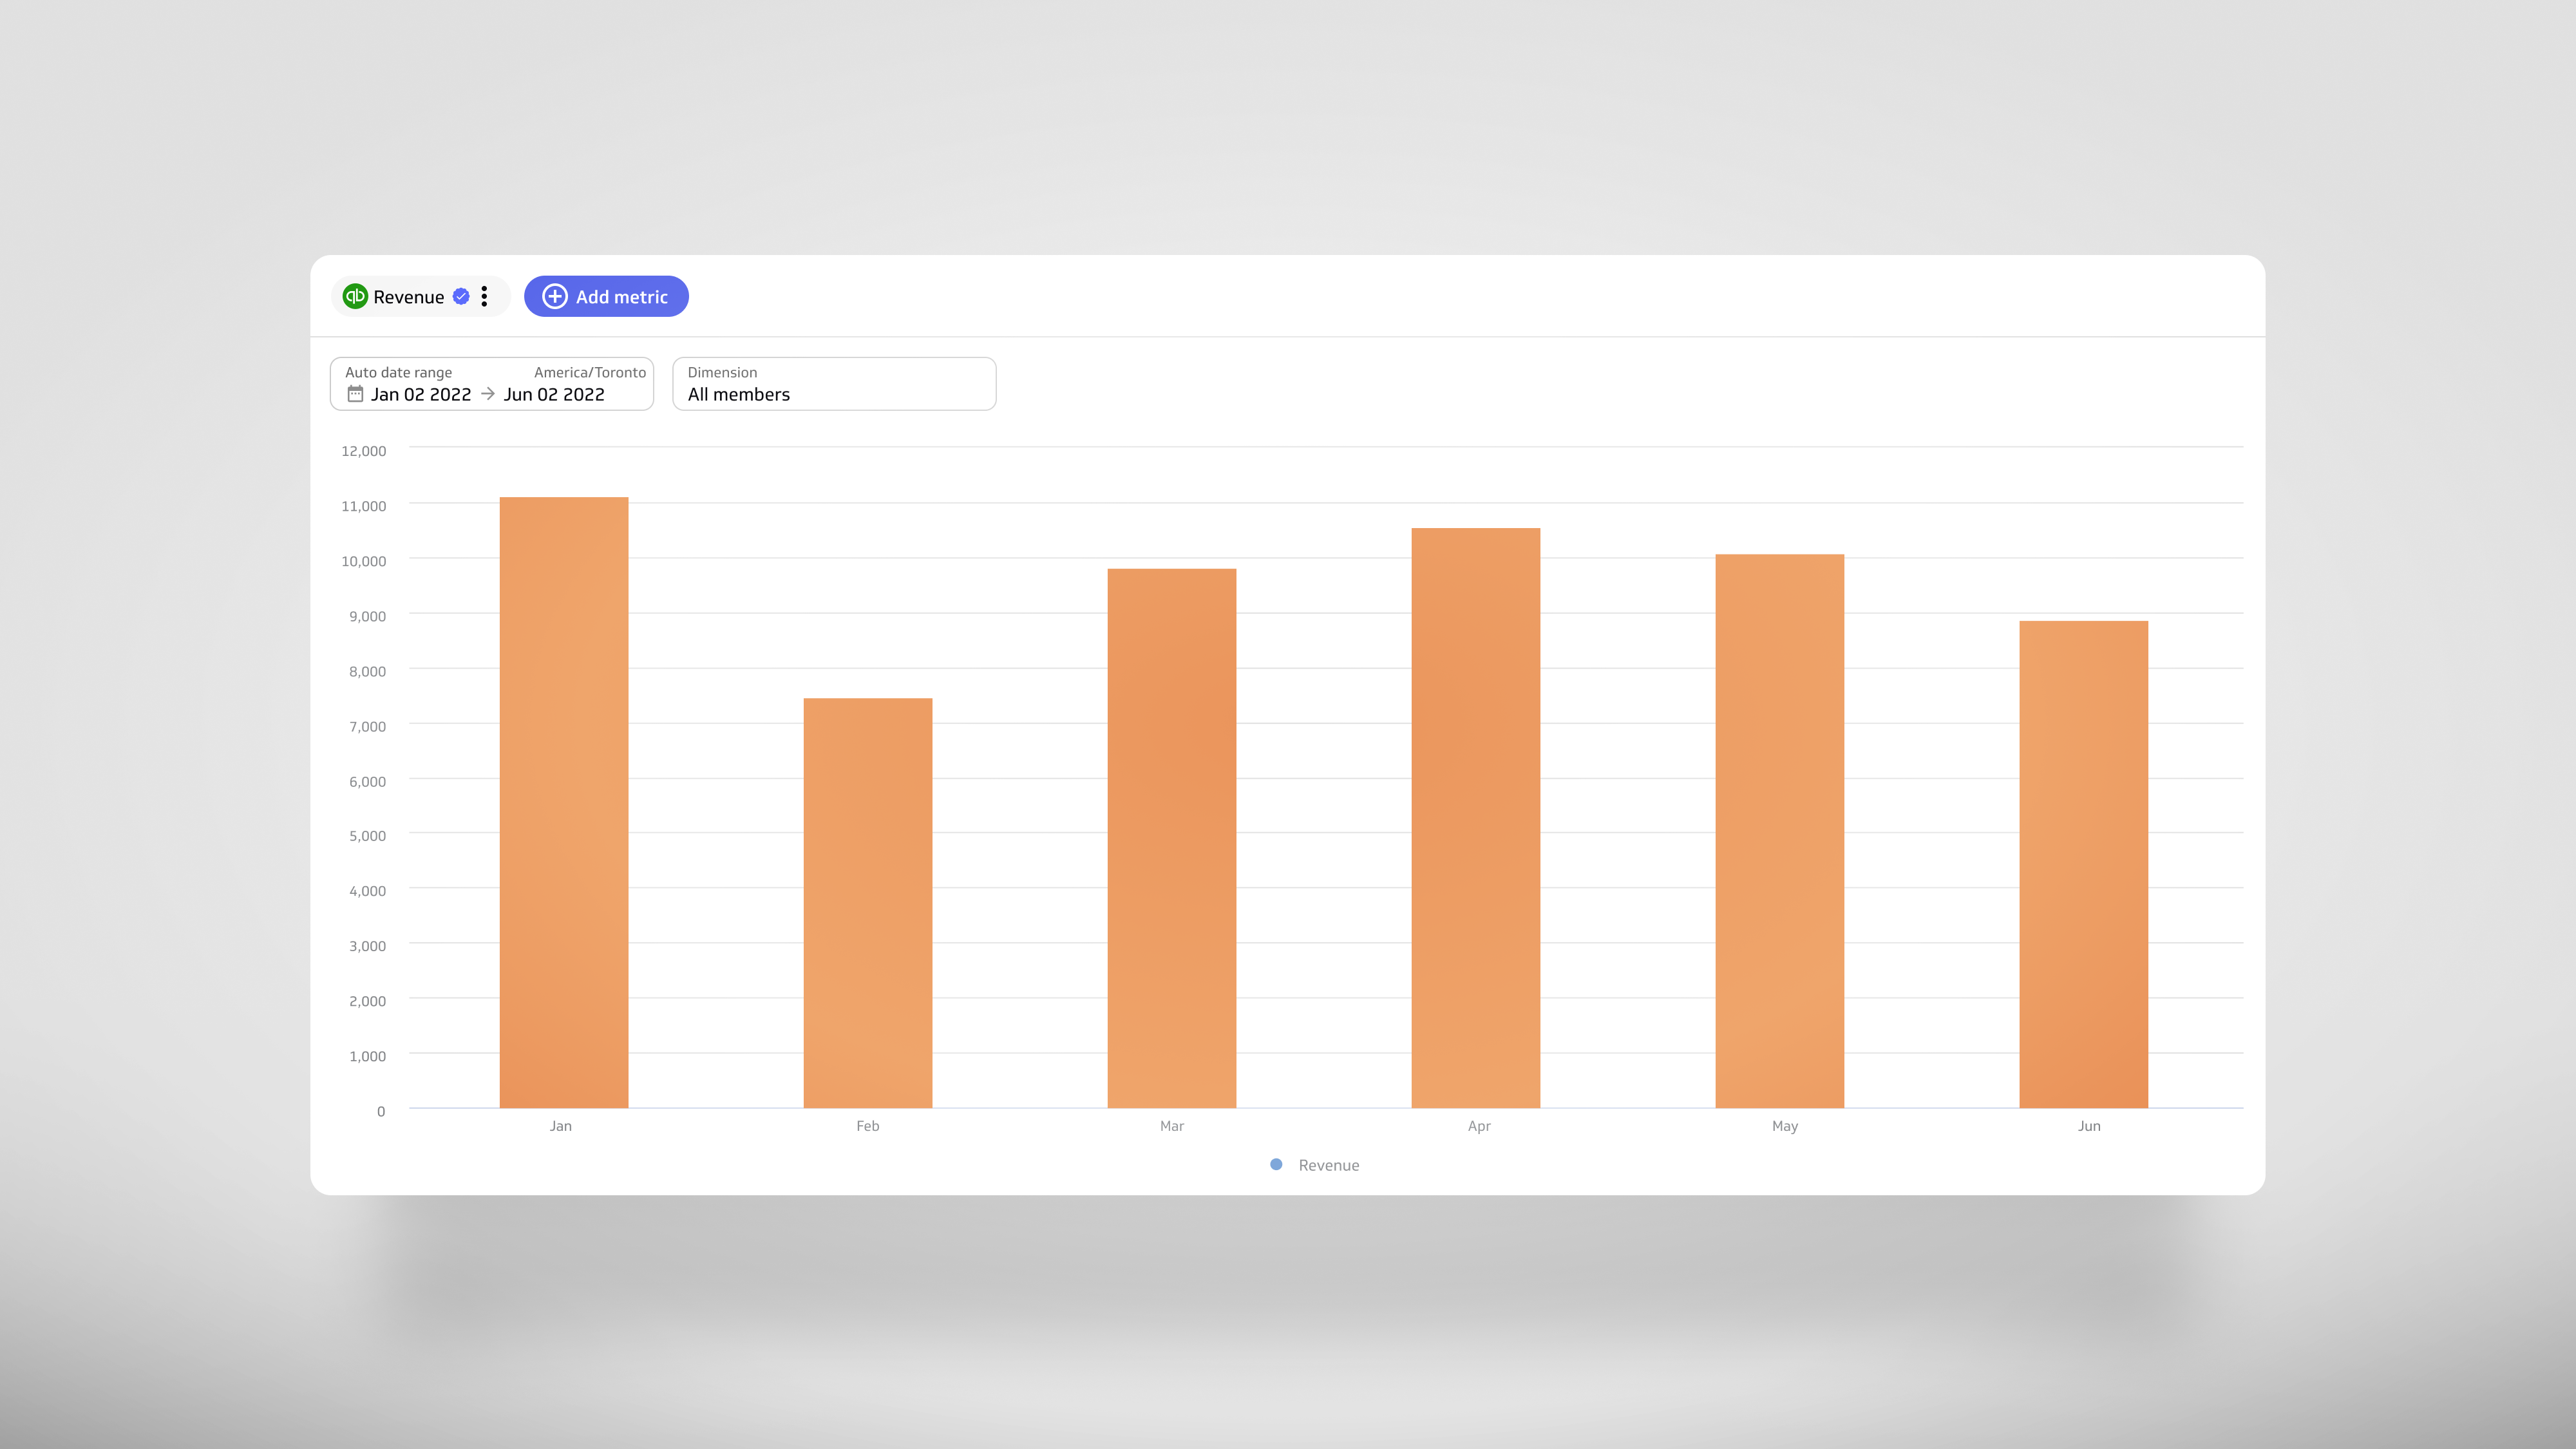 qb Revenue Add metric
Auto date range America/Toronto
Jan 02 2022 → Jun 02 2022
Dimension
All members
12,000
11,000
10,000
9,000
8,000
7,000
6,000
5,000
4,000
3,000
2,000
1,000
0
Jan Feb Mar Apr May Jun
Revenue